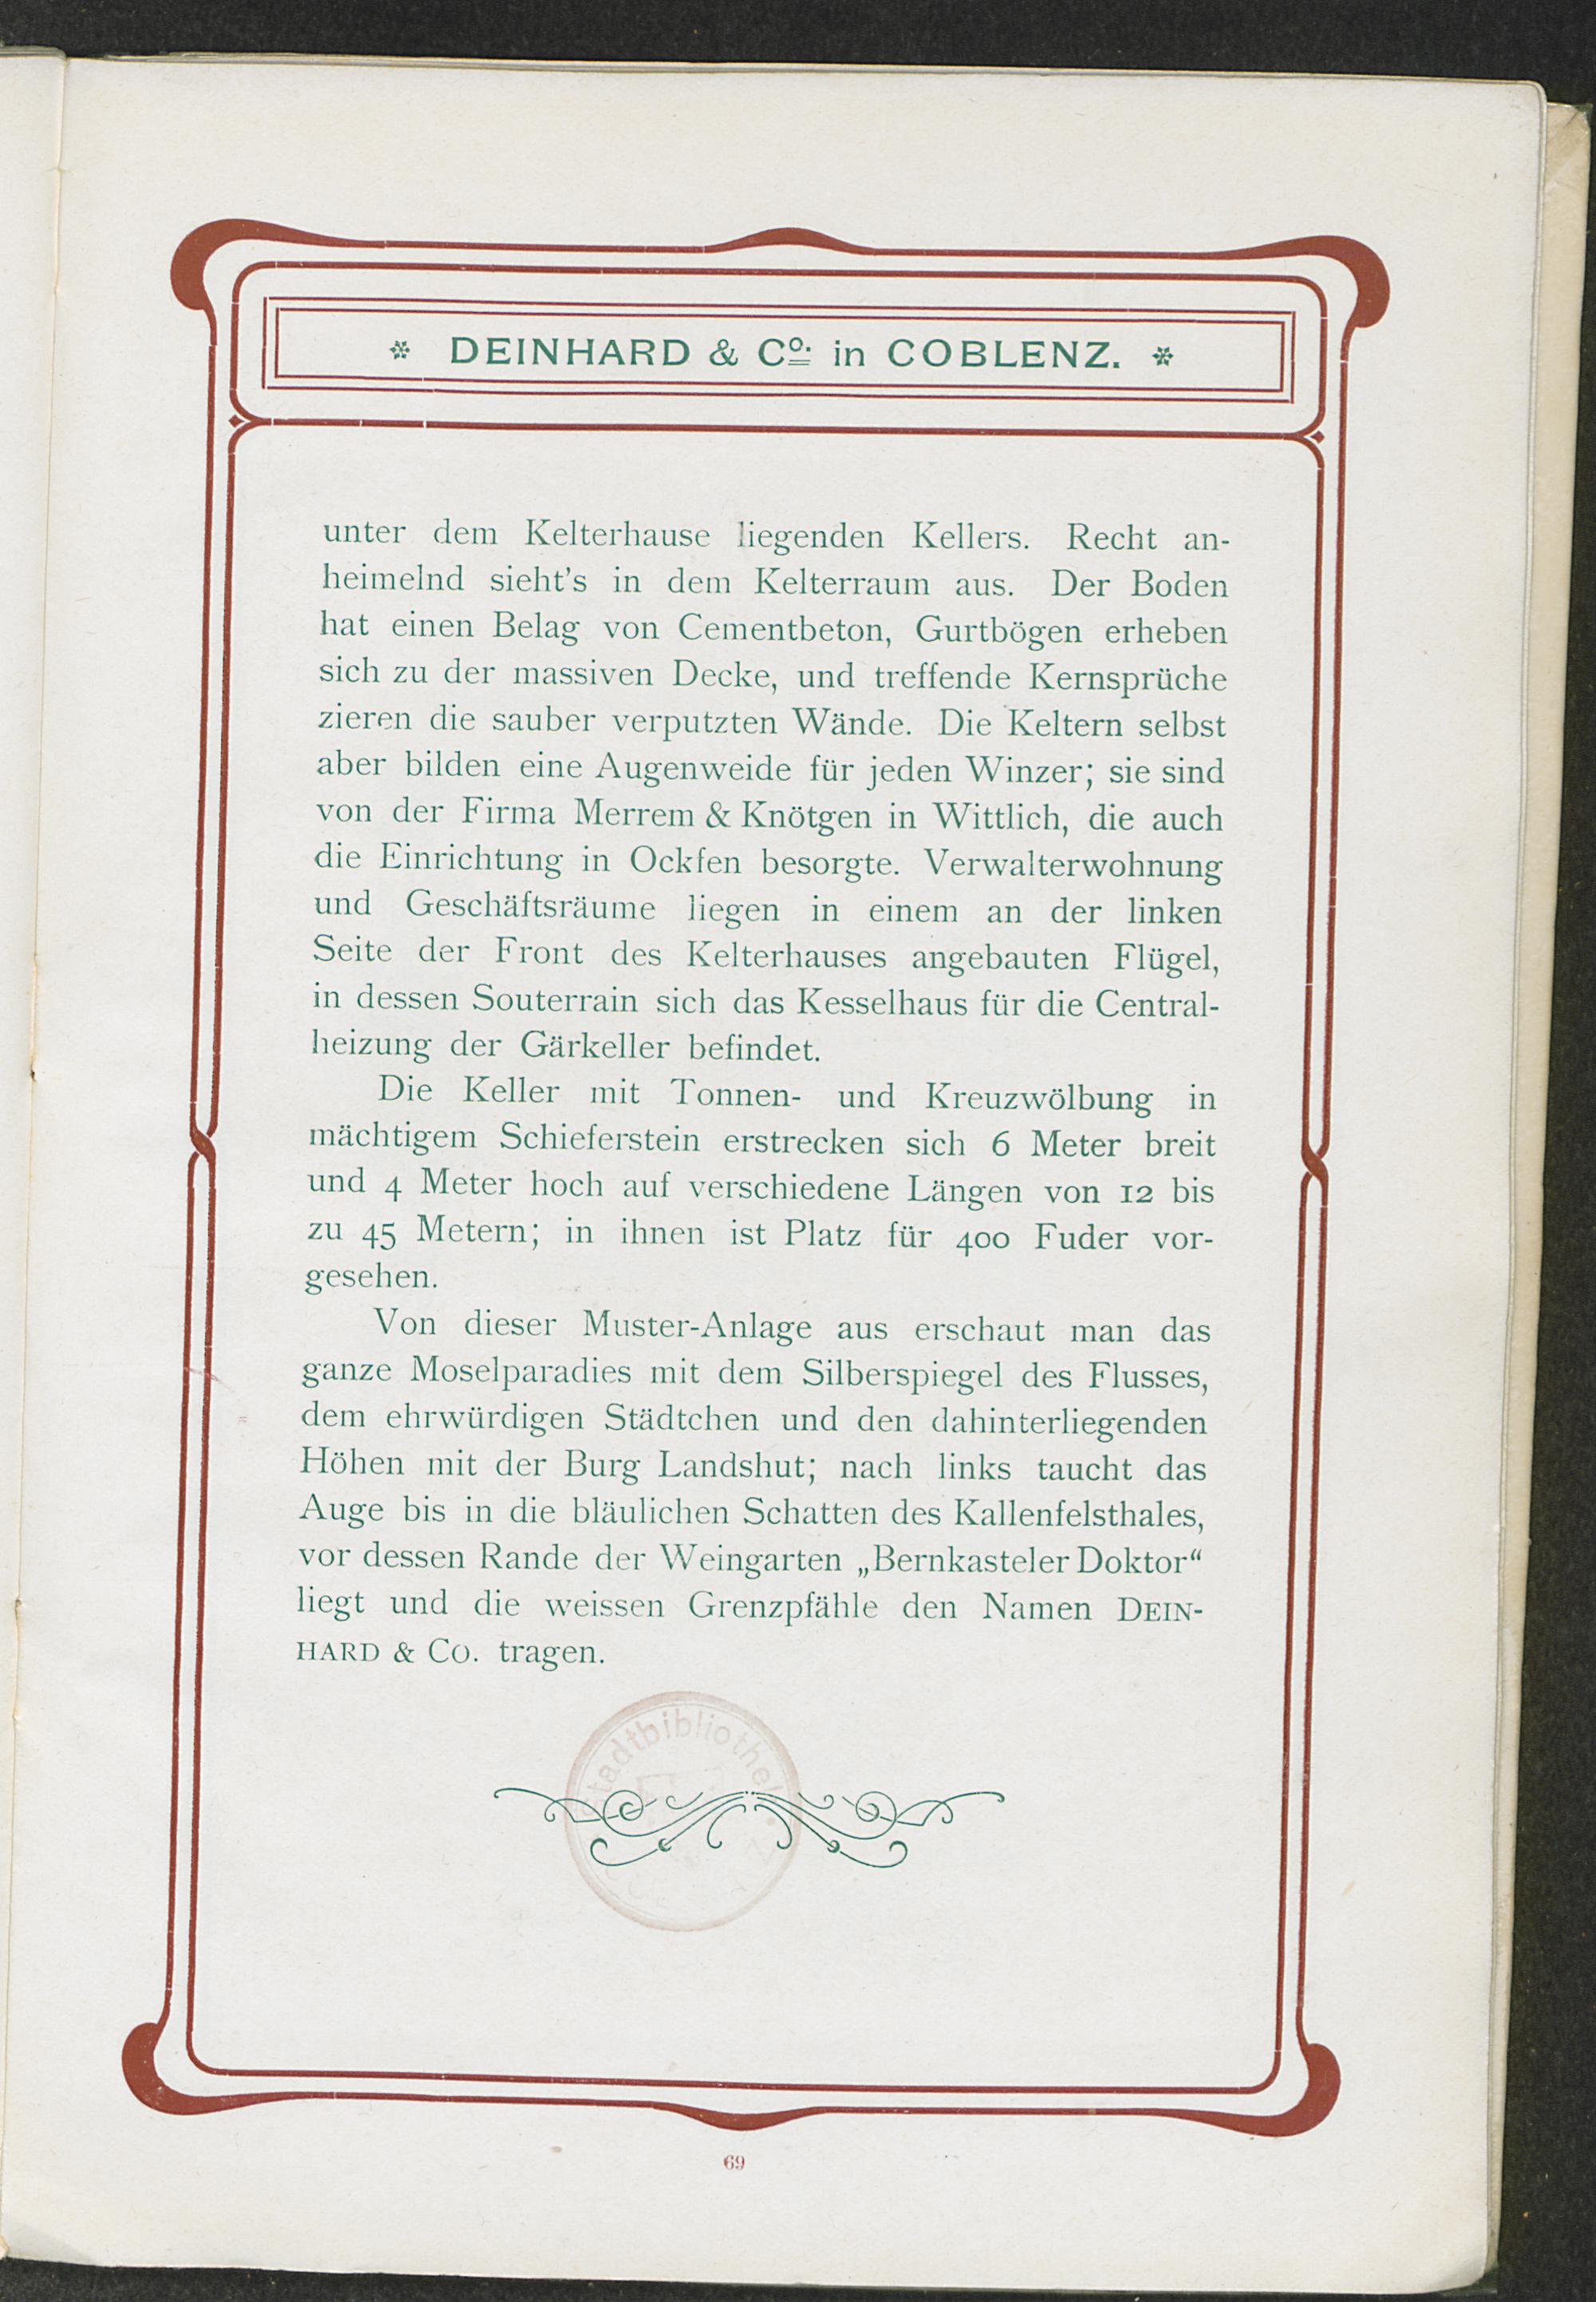 * DEINHARD & Co. in COBLENZ. *
unter dem Kelterhause liegenden Kellers. Recht an-
heimelnd sieht's in dem Kelterraum aus. Der Boden
hat einen Belag von Cementbeton, Gurtbögen erheben
sich zu der massiven Decke, und treffende Kernsprüche
zieren die sauber verputzten Wände. Die Keltern selbst
aber bilden eine Augenweide für jeden Winzer; sie sind
von der Firma Merrem & Knötgen in Wittlich, die auch
die Einrichtung in Ockfen besorgte. Verwalterwohnung
und Geschäftsräume liegen in einem an der linken
Seite der Front des Kelterhauses angebauten Flügel,
in dessen Souterrain sich das Kesselhaus für die Central-
heizung der Gärkeller befindet.
Die Keller mit Tonnen- und Kreuzwölbung in
mächtigem Schieferstein erstrecken sich 6 Meter breit
und 4 Meter hoch auf verschiedene Längen von 12 bis
zu 45 Metern; in ihnen ist Platz für 400 Fuder vor-
gesehen.
Von dieser Muster-Anlage aus erschaut man das
ganze Moselparadies mit dem Silberspiegel des Flusses,
dem ehrwürdigen Städtchen und den dahinterliegenden
Höhen mit der Burg Landshut; nach links taucht das
Auge bis in die bläulichen Schatten des Kallenfelsthales,
vor dessen Rande der Weingarten „Bernkasteler Doktor“
liegt und die weissen Grenzpfähle den Namen DEIN-
HARD & Co. tragen.
Stadtbibliothek
69